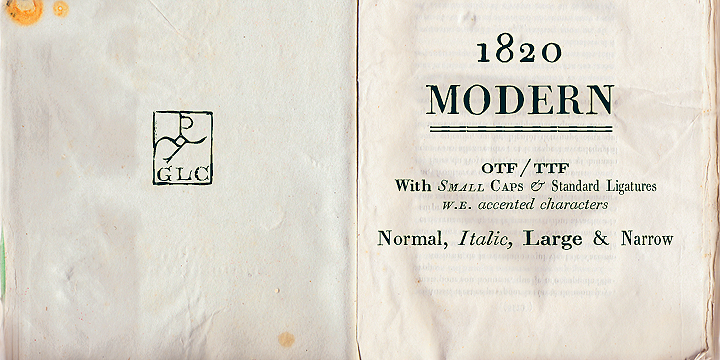 GLC
1820
MODERN
OTF/TTF
With SMALL CAPS & Standard Ligatures
W.E. accented characters
Normal, Italic, Large & Narrow